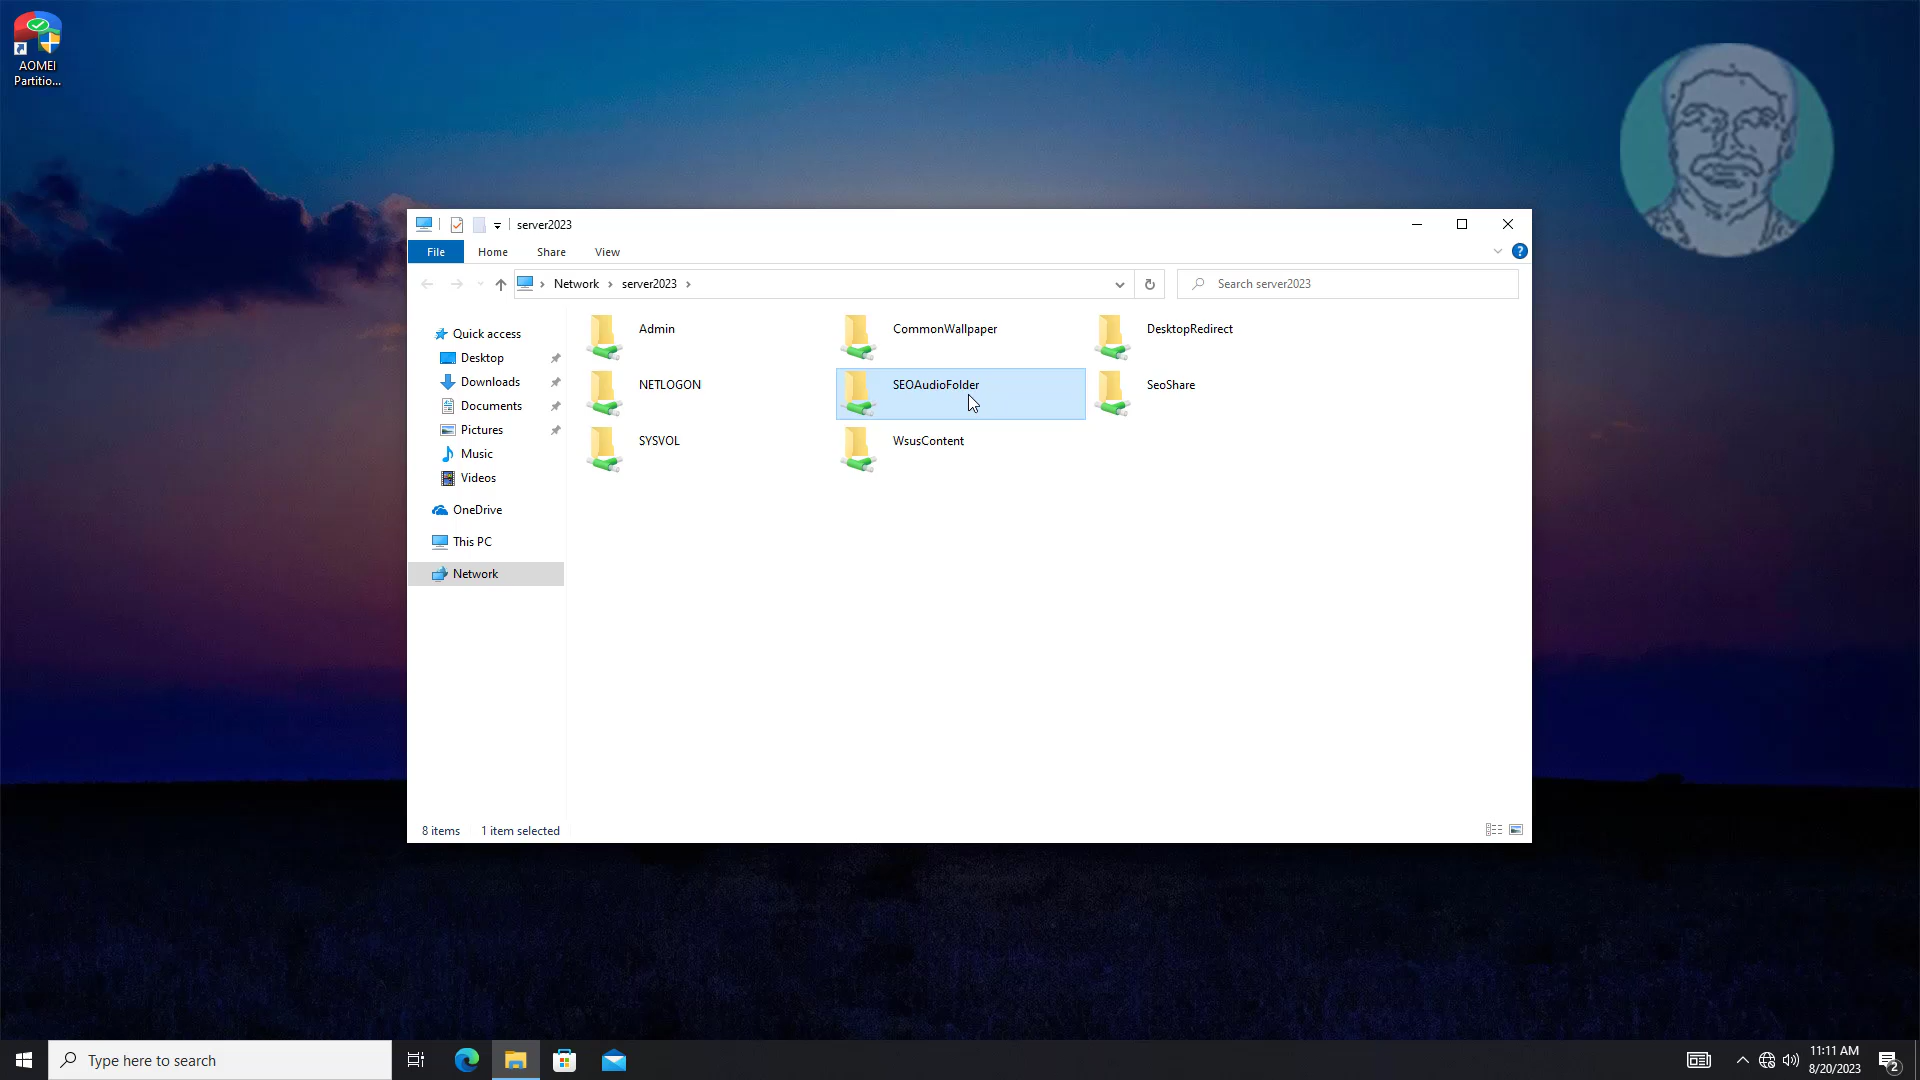 AOMEI
Partitio...
server2023
File
Home
Share
View
Network
server2023
Search server2023
Quick access
Desktop
Downloads
Documents
Pictures
Music
Videos
OneDrive
This PC
Network
Admin
CommonWallpaper
DesktopRedirect
NETLOGON
SEOAudioFolder
SeoShare
SYSVOL
WsusContent
8 items
1 item selected
Type here to search
11:11 AM
8/20/2023
2